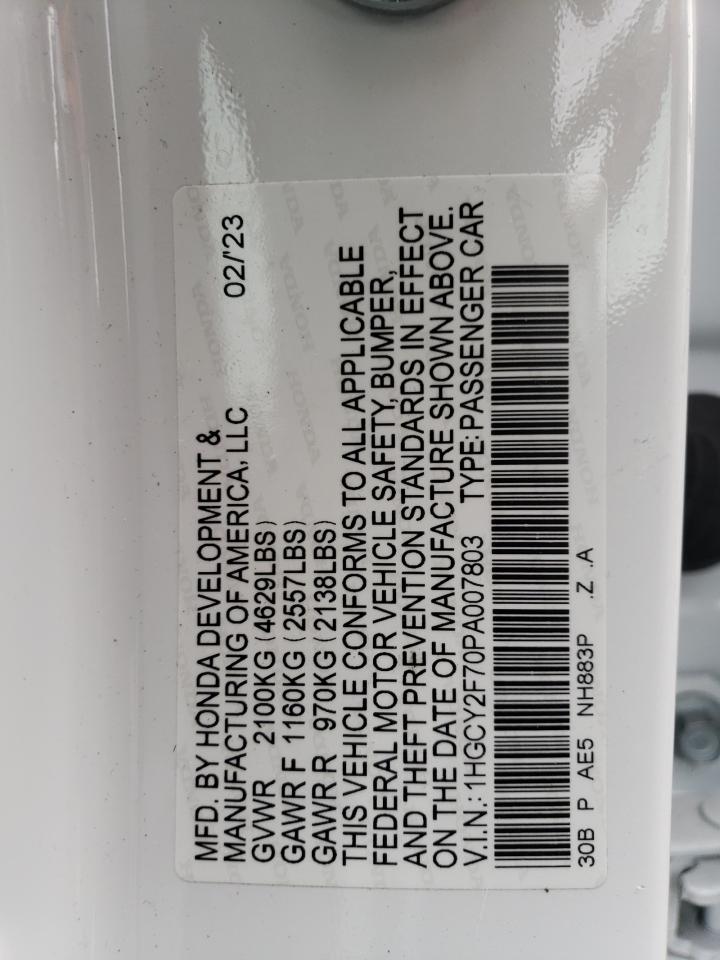 MFD. BY HONDA DEVELOPMENT &
MANUFACTURING OF AMERICA, LLC 02/'23
GVWR 2100KG (4629LBS)
GAWR F 1160KG (2557LBS)
GAWR R 970KG (2138LBS)
THIS VEHICLE CONFORMS TO ALL APPLICABLE
FEDERAL MOTOR VEHICLE SAFETY, BUMPER,
AND THEFT PREVENTION STANDARDS IN EFFECT
ON THE DATE OF MANUFACTURE SHOWN ABOVE.
V.I.N.: 1HGCY2F70PA007803 TYPE: PASSENGER CAR
30B P AE5 NH883P .Z .A